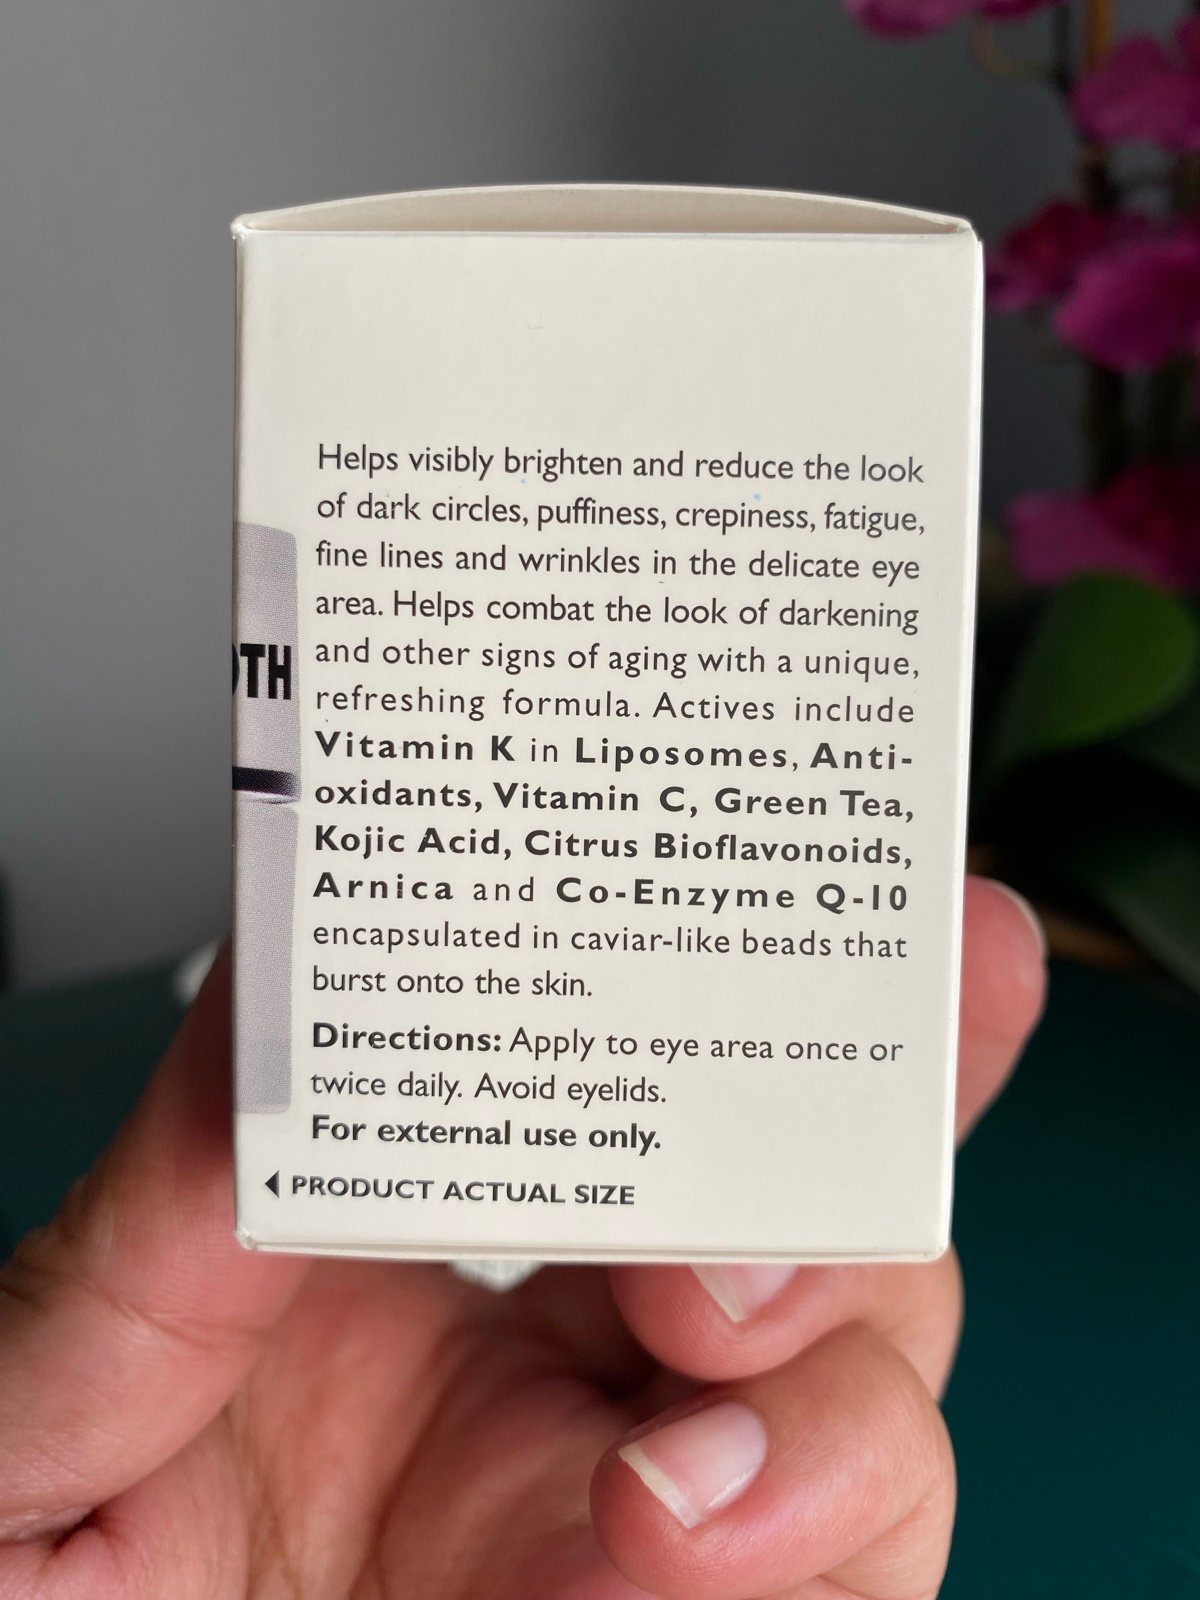 Helps visibly brighten and reduce the look
of dark circles, puffiness, crepiness, fatigue,
fine lines and wrinkles in the delicate eye
area. Helps combat the look of darkening
and other signs of aging with a unique,
refreshing formula. Actives include
Vitamin K in Liposomes, Anti-
oxidants, Vitamin C, Green Tea,
Kojic Acid, Citrus Bioflavonoids,
Arnica and Co-Enzyme Q-10
encapsulated in caviar-like beads that
burst onto the skin.
Directions: Apply to eye area once or
twice daily. Avoid eyelids.
For external use only.
◀ PRODUCT ACTUAL SIZE